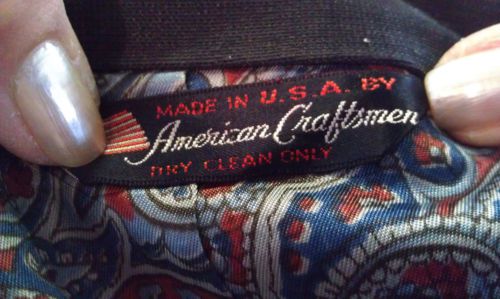 MADE IN U.S.A. BY
American Craftsmen
DRY CLEAN ONLY